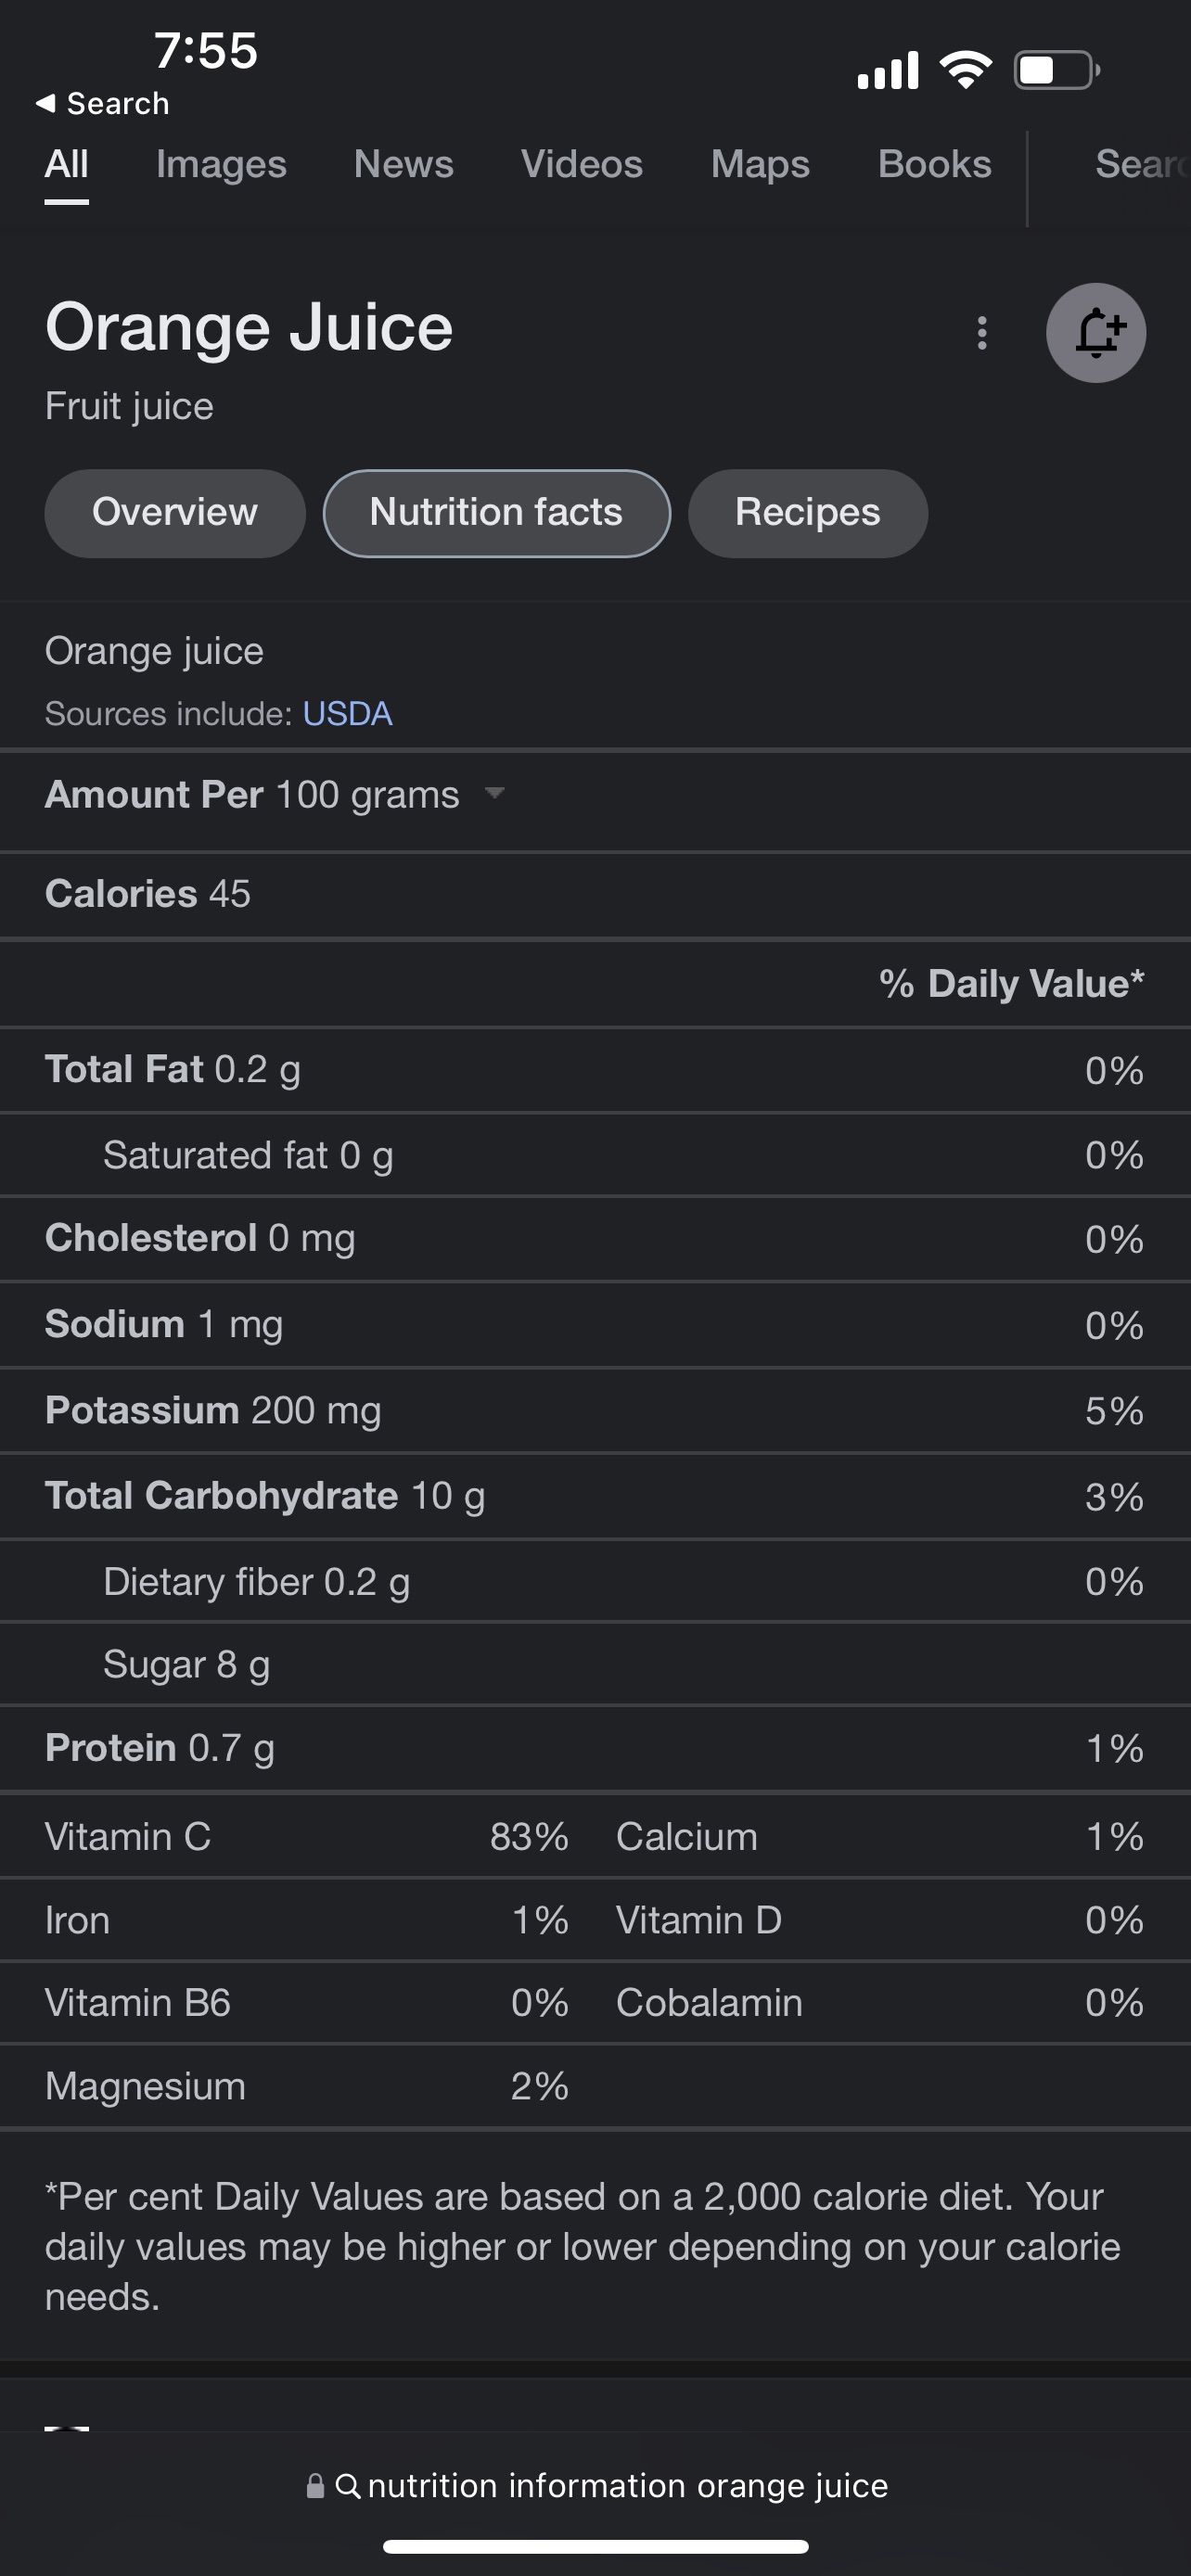 7:55
◀ Search
All Images News Videos Maps Books
Orange Juice
Fruit juice
Overview Nutrition facts Recipes
Orange juice
Sources include: USDA
Amount Per 100 grams
Calories 45
% Daily Value*
Total Fat 0.2 g 0%
Saturated fat 0 g 0%
Cholesterol 0 mg 0%
Sodium 1 mg 0%
Potassium 200 mg 5%
Total Carbohydrate 10 g 3%
Dietary fiber 0.2 g 0%
Sugar 8 g
Protein 0.7 g 1%
Vitamin C 83% Calcium 1%
Iron 1% Vitamin D 0%
Vitamin B6 0% Cobalamin 0%
Magnesium 2%
*Per cent Daily Values are based on a 2,000 calorie diet. Your
daily values may be higher or lower depending on your calorie
needs.
nutrition information orange juice